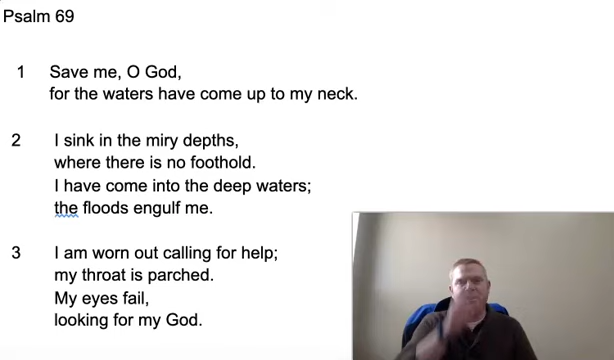 Psalm 69
1 Save me, O God,
for the waters have come up to my neck.
2 I sink in the miry depths,
where there is no foothold.
I have come into the deep waters;
the floods engulf me.
3 I am worn out calling for help;
my throat is parched.
My eyes fail,
looking for my God.